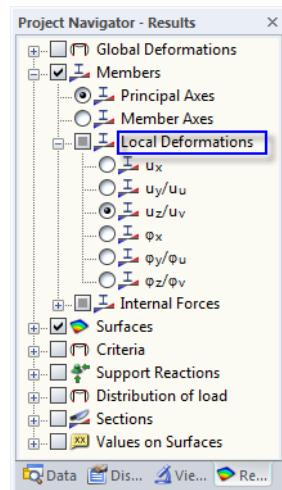 Project Navigator - Results
Global Deformations
Members
Principal Axes
Member Axes
Local Deformations
ux
uy/uu
uz/uv
φx
φy/φu
φz/φv
Internal Forces
Surfaces
Criteria
Support Reactions
Distribution of load
Sections
xx Values on Surfaces
Data Dis... Vie... Re...